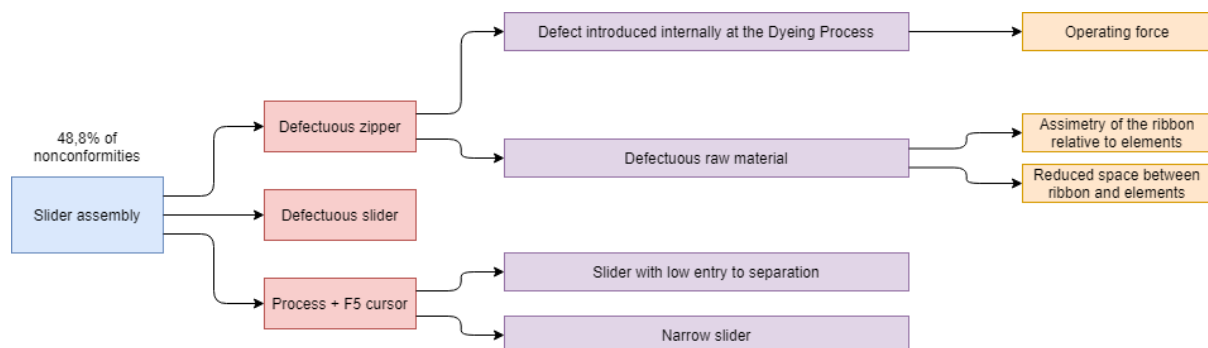 48,8% of
nonconformities
Slider assembly
Defectuous zipper
Defectuous slider
Process + F5 cursor
Defect introduced internally at the Dyeing Process
Defectuous raw material
Slider with low entry to separation
Narrow slider
Operating force
Assimetry of the ribbon
relative to elements
Reduced space between
ribbon and elements